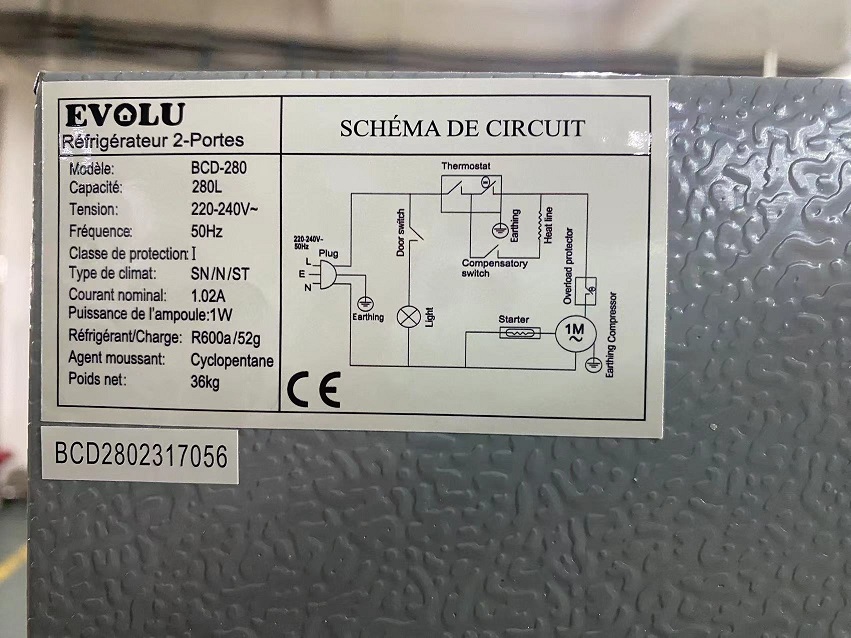 EVOLU
Réfrigérateur 2-Portes
Modèle: BCD-280
Capacité: 280L
Tension: 220-240V~
Fréquence: 50Hz
Classe de protection: I
Type de climat: SN/N/ST
Courant nominal: 1.02A
Puissance de l'ampoule:1W
Réfrigérant/Charge: R600a/52g
Agent moussant: Cyclopentane
Poids net: 36kg
SCHÉMA DE CIRCUIT
Thermostat
220-240V~
50Hz
Plug
L
E
N
Earthing
Door switch
Light
Earthing
Compensatory
switch
Heat line
Overload protector
Starter
1M
~
Earthing Compressor
CE
BCD2802317056